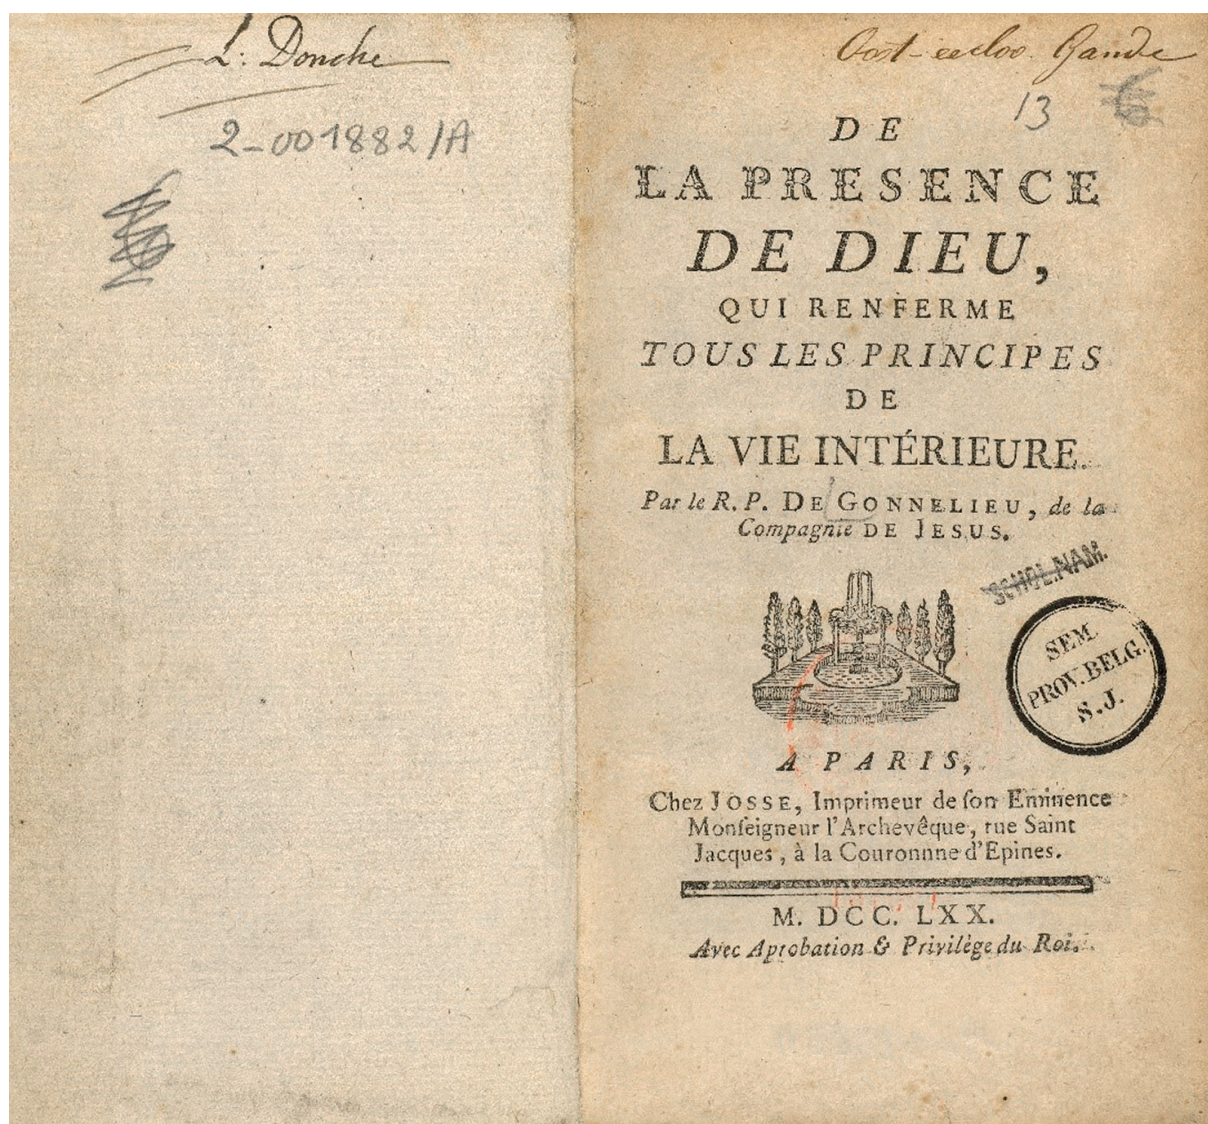 L: Donche
2-001882/A
Oost-eecloo. Gande
13
DE
LA PRESENCE
DE DIEU,
QUI RENFERME
TOUS LES PRINCIPES
DE
LA VIE INTÉRIEURE.
Par le R. P. DE GONNELIEU, de la
Compagnie DE JESUS.
SCHOL.NAM.
SEM.
PROV.BELG.
S.J.
A PARIS,
Chez JOSSE, Imprimeur de ſon Eminence
Monſeigneur l'Archevêque, rue Saint
Jacques, à la Couronnne d'Epines.
M. DCC. LXX.
Avec Aprobation & Privilège du Roi.